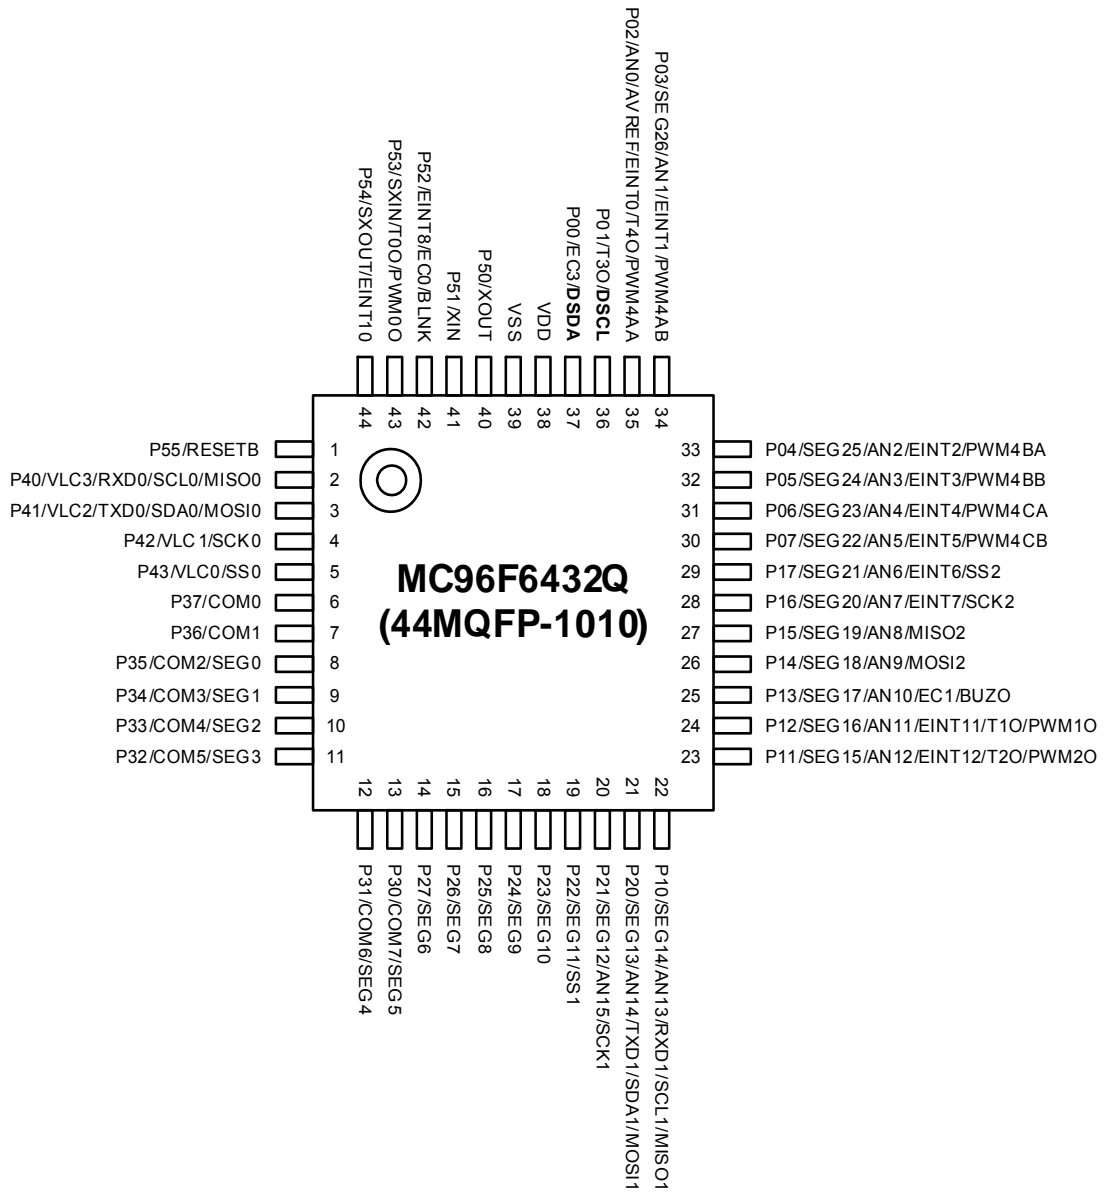 P54/SXOUT/EINT10
P53/SXIN/T0O/PWM0O
P52/EINT8/EC0/BLNK
P51/XIN
P50/XOUT
VSS
VDD
P00/EC3/DSDA
P01/T3O/DSCL
P02/AN0/AVREF/EINT0/T4O/PWM4AA
P03/SEG26/AN1/EINT1/PWM4AB
44
43
42
41
40
39
38
37
36
35
34
P55/RESETB 1
P40/VLC3/RXD0/SCL0/MISO0 2
P41/VLC2/TXD0/SDA0/MOSI0 3
P42/VLC1/SCK0 4
P43/VLC0/SS0 5
P37/COM0 6
P36/COM1 7
P35/COM2/SEG0 8
P34/COM3/SEG1 9
P33/COM4/SEG2 10
P32/COM5/SEG3 11
MC96F6432Q
(44MQFP-1010)
33 P04/SEG25/AN2/EINT2/PWM4BA
32 P05/SEG24/AN3/EINT3/PWM4BB
31 P06/SEG23/AN4/EINT4/PWM4CA
30 P07/SEG22/AN5/EINT5/PWM4CB
29 P17/SEG21/AN6/EINT6/SS2
28 P16/SEG20/AN7/EINT7/SCK2
27 P15/SEG19/AN8/MISO2
26 P14/SEG18/AN9/MOSI2
25 P13/SEG17/AN10/EC1/BUZO
24 P12/SEG16/AN11/EINT11/T1O/PWM1O
23 P11/SEG15/AN12/EINT12/T2O/PWM2O
12
13
14
15
16
17
18
19
20
21
22
P31/COM6/SEG4
P30/COM7/SEG5
P27/SEG6
P26/SEG7
P25/SEG8
P24/SEG9
P23/SEG10
P22/SEG11/SS1
P21/SEG12/AN15/SCK1
P20/SEG13/AN14/TXD1/SDA1/MOSI1
P10/SEG14/AN13/RXD1/SCL1/MISO1